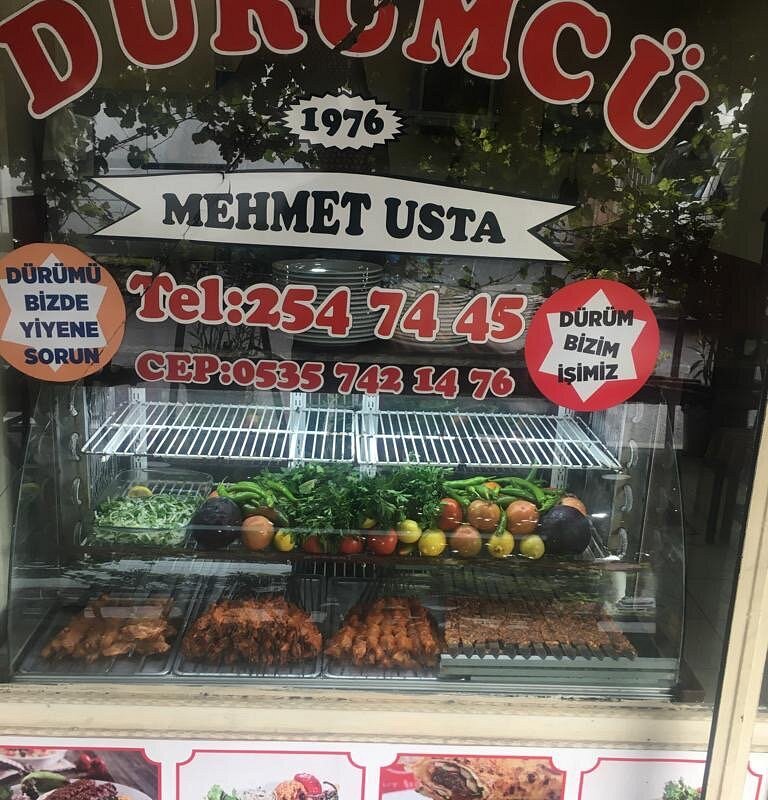 DÜRÜMCÜ
1976
MEHMET USTA
DÜRÜMÜ
BİZDE
YİYENE
SORUN
Tel:254 74 45
CEP:0535 742 14 76
DÜRÜM
BİZİM
İŞİMİZ